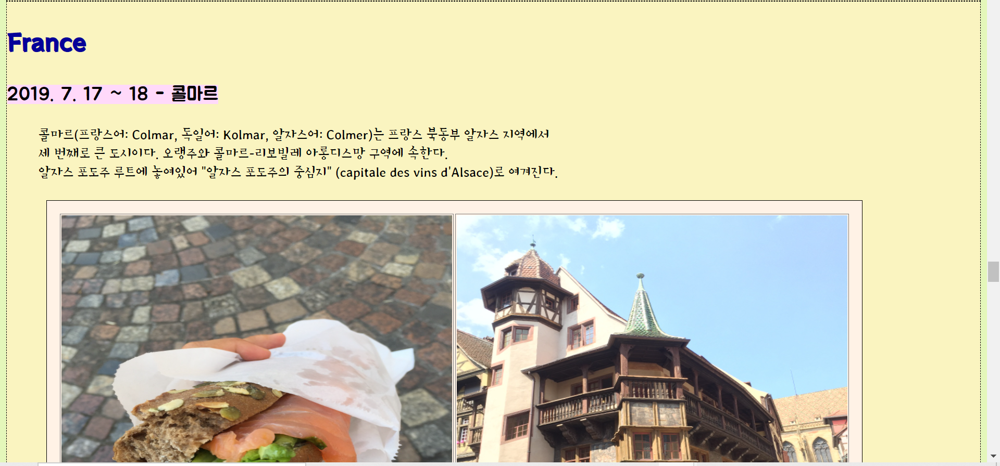 France
2019. 7. 17 ~ 18 - 콜마르
콜마르(프랑스어: Colmar, 독일어: Kolmar, 알자스어: Colmer)는 프랑스 북동부 알자스 지역에서
세 번째로 큰 도시이다. 오랭주와 콜마르-리보빌레 아롱디스망 구역에 속한다.
알자스 포도주 루트에 놓여있어 "알자스 포도주의 중심지" (capitale des vins d'Alsace)로 여겨진다.